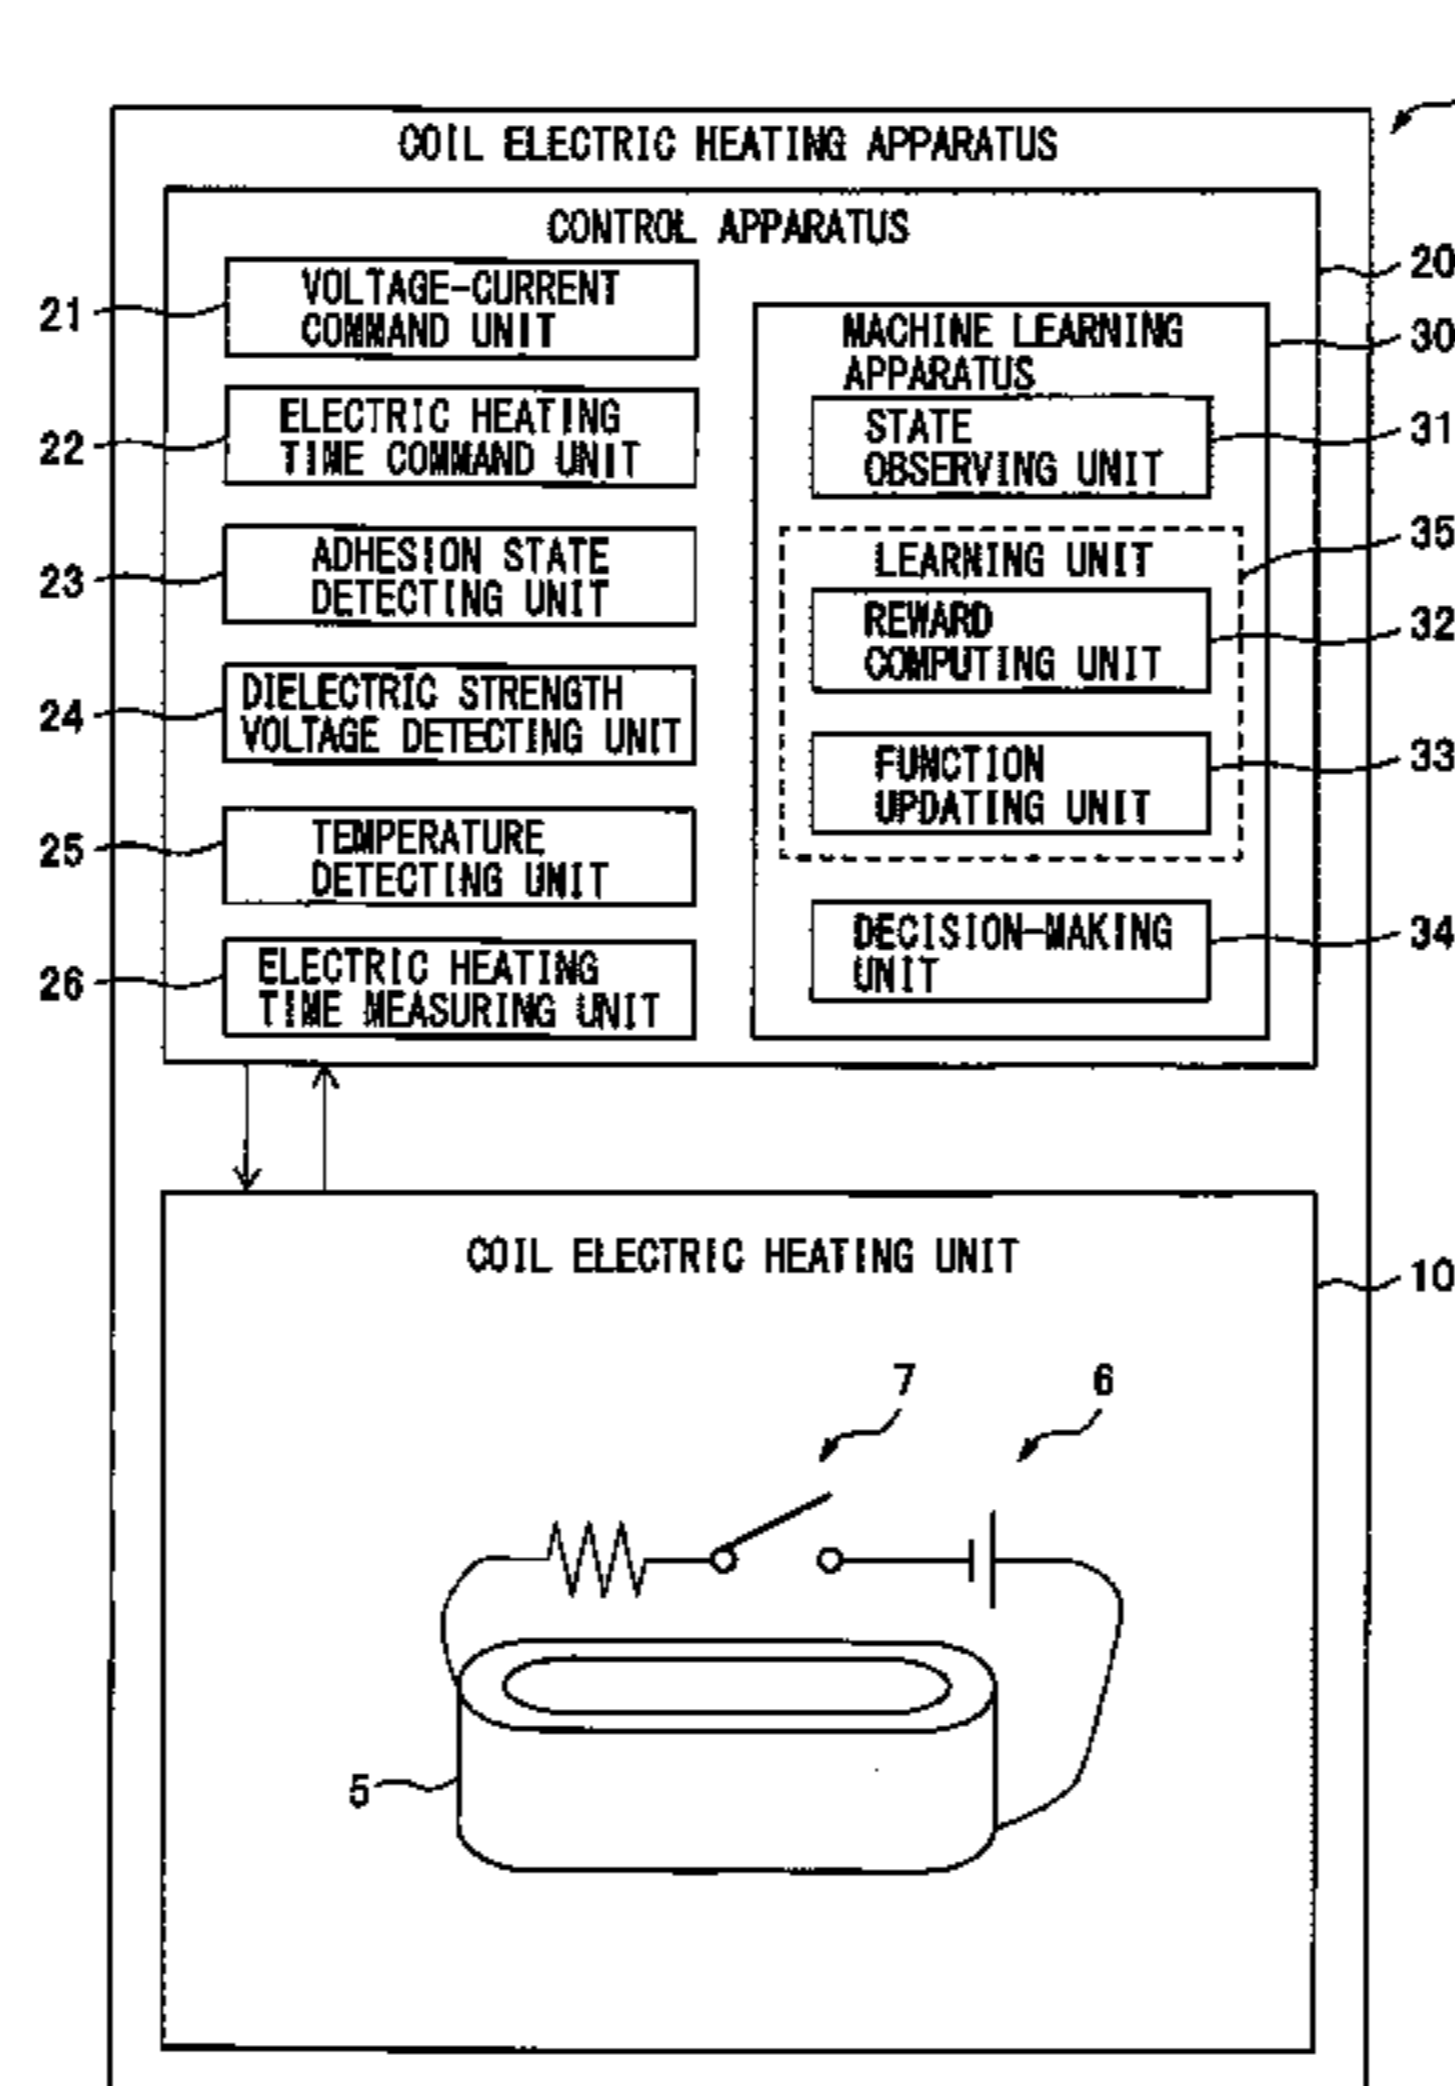 COIL ELECTRIC HEATING APPARATUS
CONTROL APPARATUS
20
21
VOLTAGE-CURRENT
COMMAND UNIT
22
ELECTRIC HEATING
TIME COMMAND UNIT
23
ADHESION STATE
DETECTING UNIT
24
DIELECTRIC STRENGTH
VOLTAGE DETECTING UNIT
25
TEMPERATURE
DETECTING UNIT
26
ELECTRIC HEATING
TIME MEASURING UNIT
MACHINE LEARNING
APPARATUS
30
STATE
OBSERVING UNIT
31
LEARNING UNIT
35
REWARD
COMPUTING UNIT
32
FUNCTION
UPDATING UNIT
33
DECISION-MAKING
UNIT
34
COIL ELECTRIC HEATING UNIT
10
7
6
5